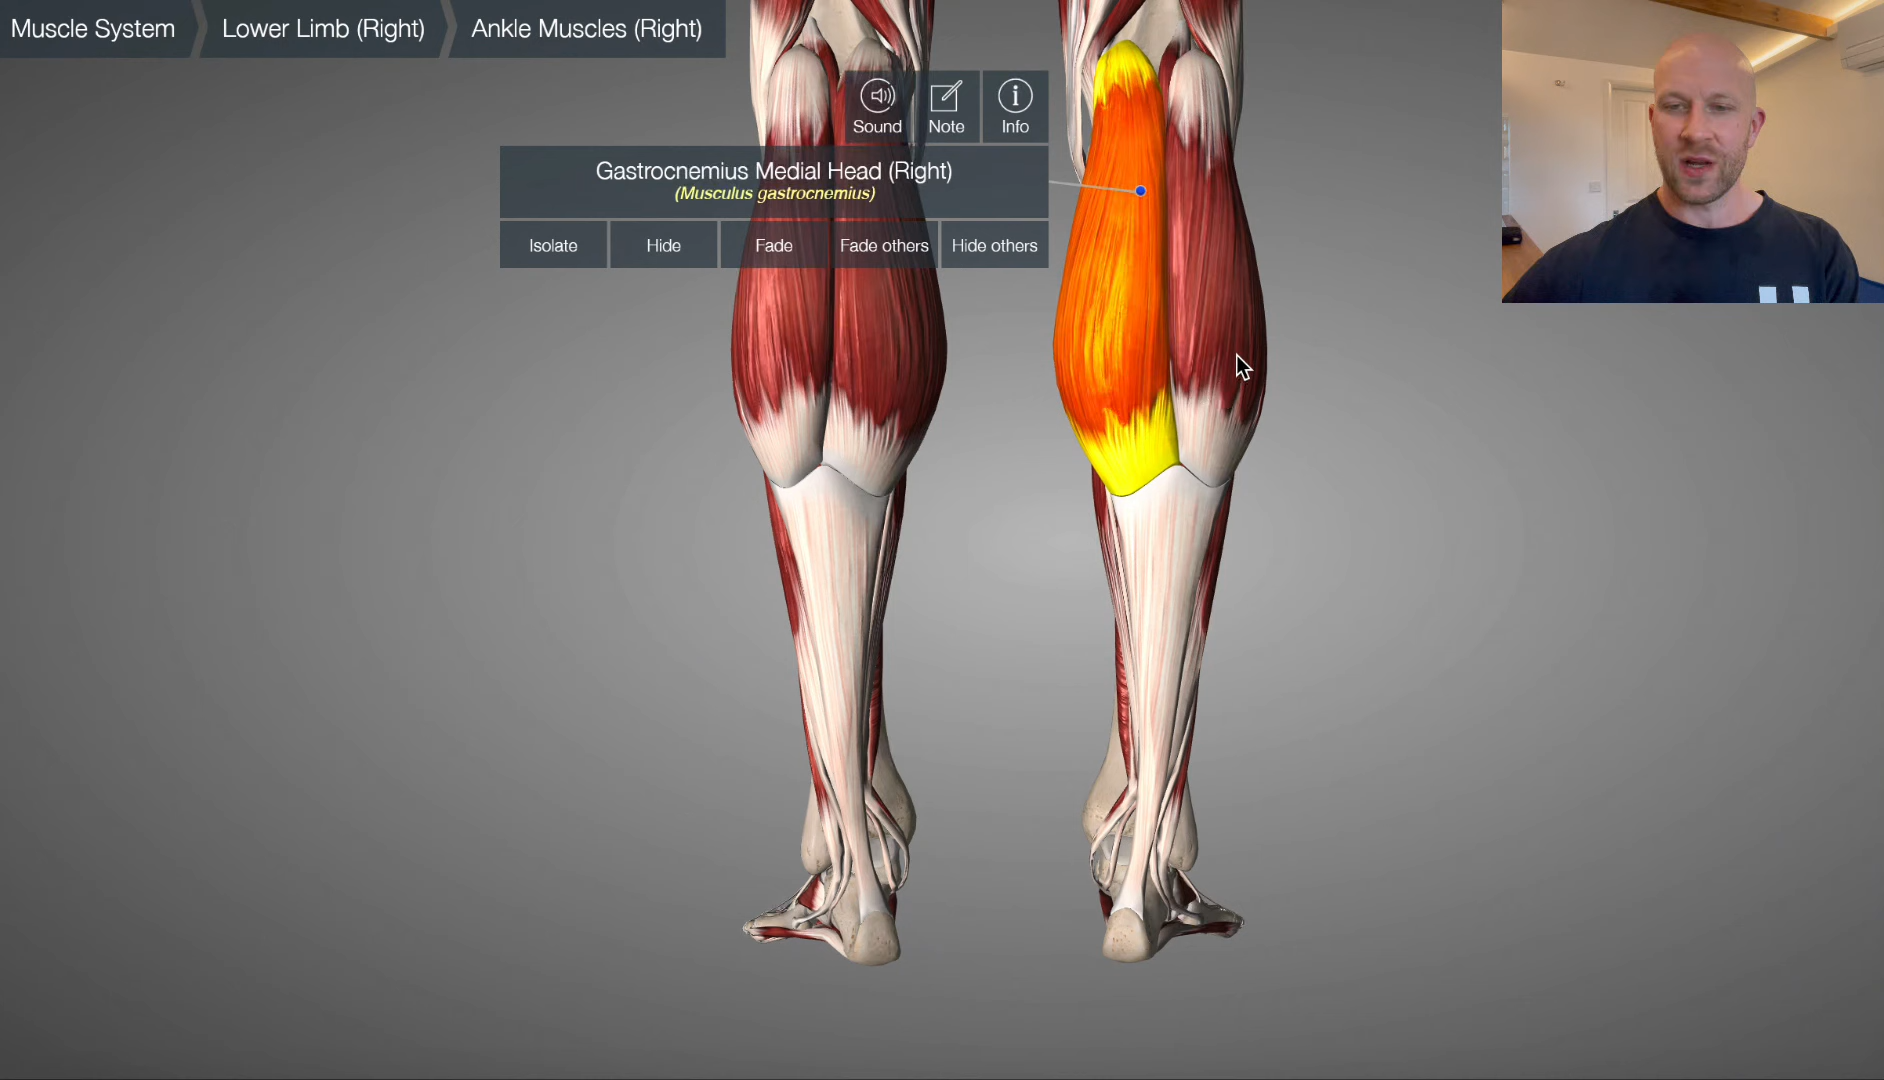 Muscle System
Lower Limb (Right)
Ankle Muscles (Right)
Sound
Note
Info
Gastrocnemius Medial Head (Right)
(Musculus gastrocnemius)
Isolate
Hide
Fade
Fade others
Hide others